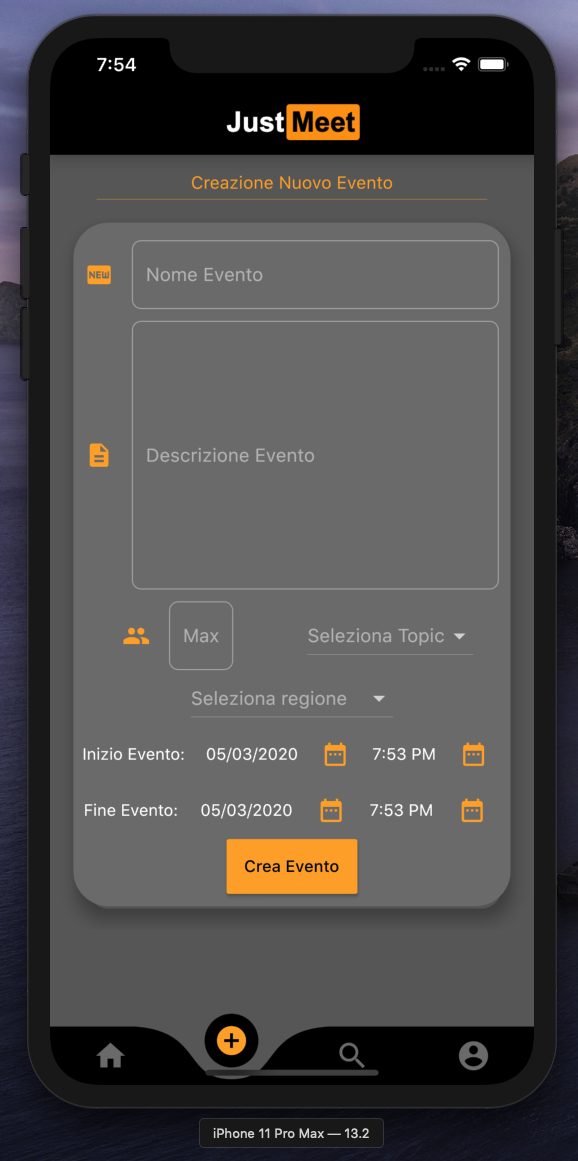 7:54
JustMeet
Creazione Nuovo Evento
NEW
Nome Evento
Descrizione Evento
Max
Seleziona Topic
Seleziona regione
Inizio Evento: 05/03/2020 7:53 PM
Fine Evento: 05/03/2020 7:53 PM
Crea Evento
iPhone 11 Pro Max — 13.2